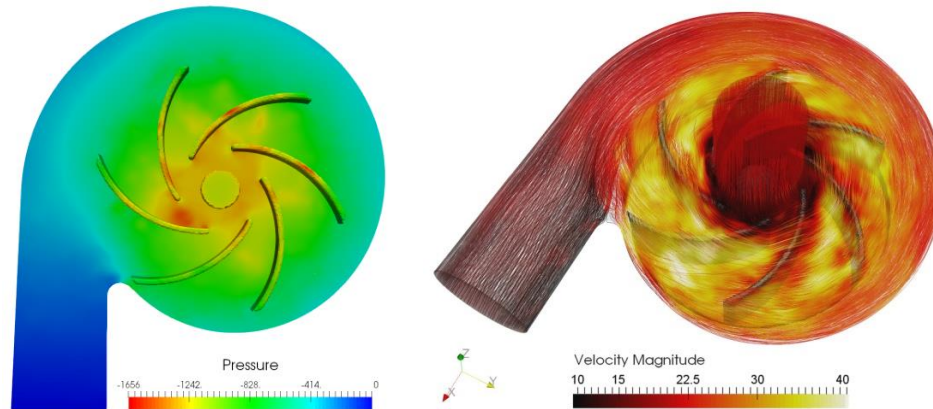 Pressure
-1656 -1242. -828. -414. 0
Z
Y
X
Velocity Magnitude
10 15 22.5 30 40